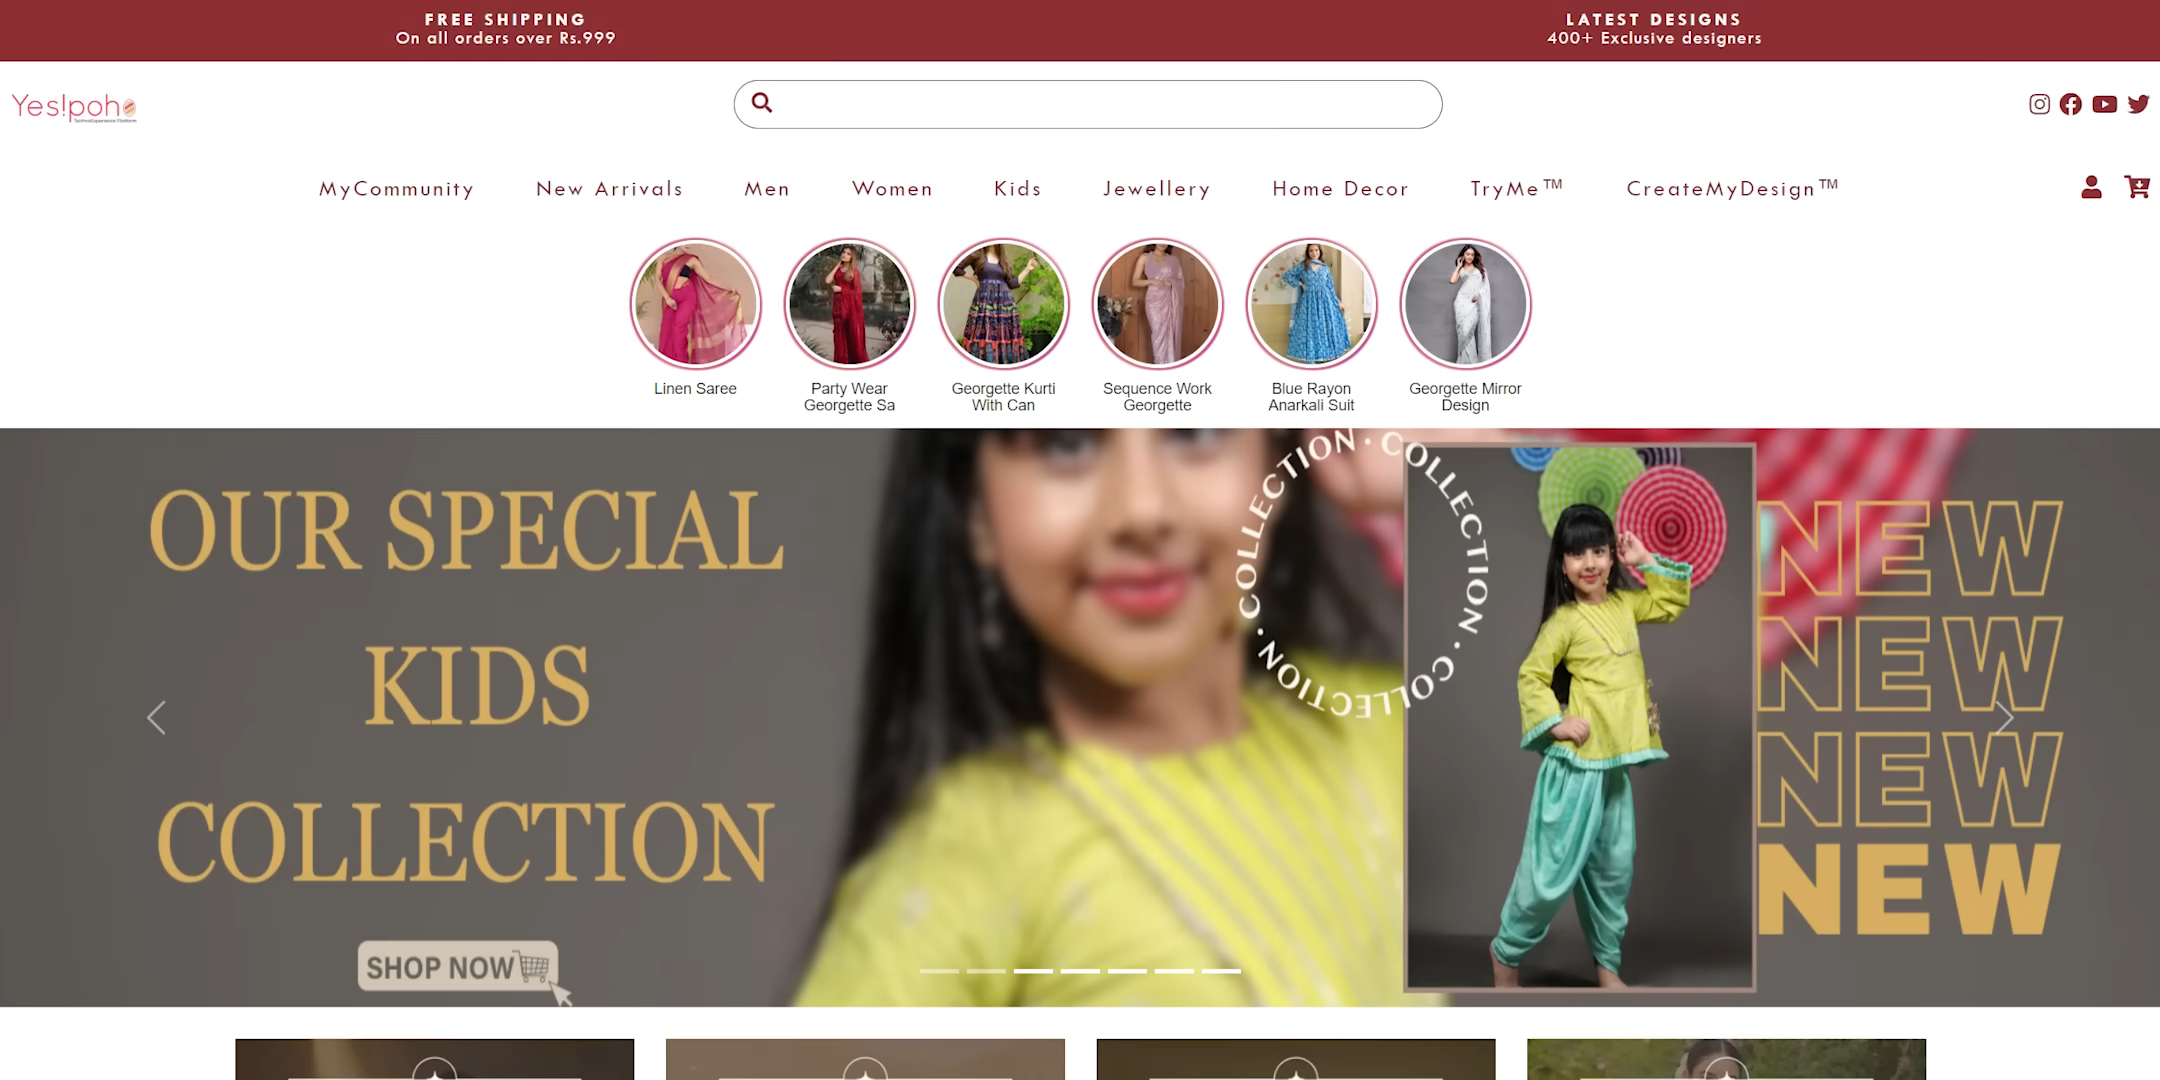 FREE SHIPPING
On all orders over Rs.999
LATEST DESIGNS
400+ Exclusive designers
Yes!poho
MyCommunity
New Arrivals
Men
Women
Kids
Jewellery
Home Decor
TryMe™
CreateMyDesign™
Linen Saree
Party Wear
Georgette Sa
Georgette Kurti
With Can
Sequence Work
Georgette
Blue Rayon
Anarkali Suit
Georgette Mirror
Design
OUR SPECIAL
KIDS
COLLECTION
SHOP NOW
COLLECTION · COLLECTION · COLLECTION · COLLECTION ·
NEW
NEW
NEW
NEW